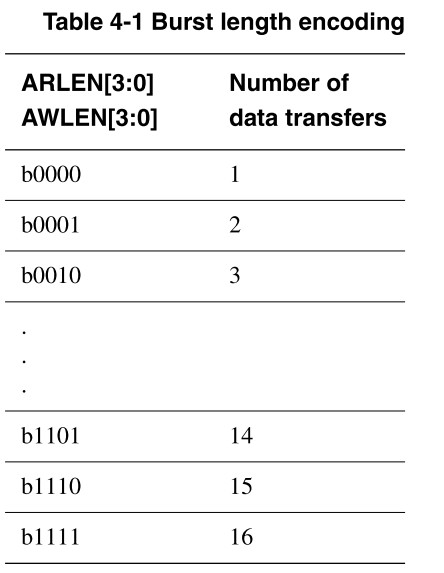 Table 4-1 Burst length encoding
ARLEN[3:0] Number of
AWLEN[3:0] data transfers
b0000 1
b0001 2
b0010 3
.
.
.
b1101 14
b1110 15
b1111 16